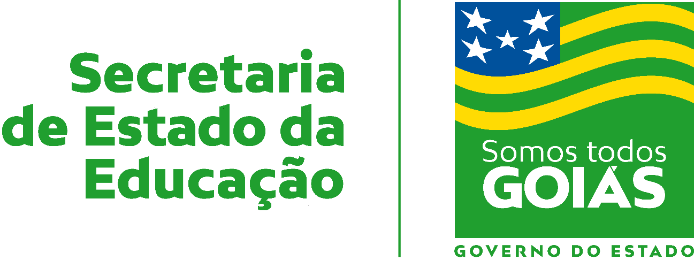 Secretaria
de Estado da
Educação
Somos todos
GOIÁS
GOVERNO DO ESTADO